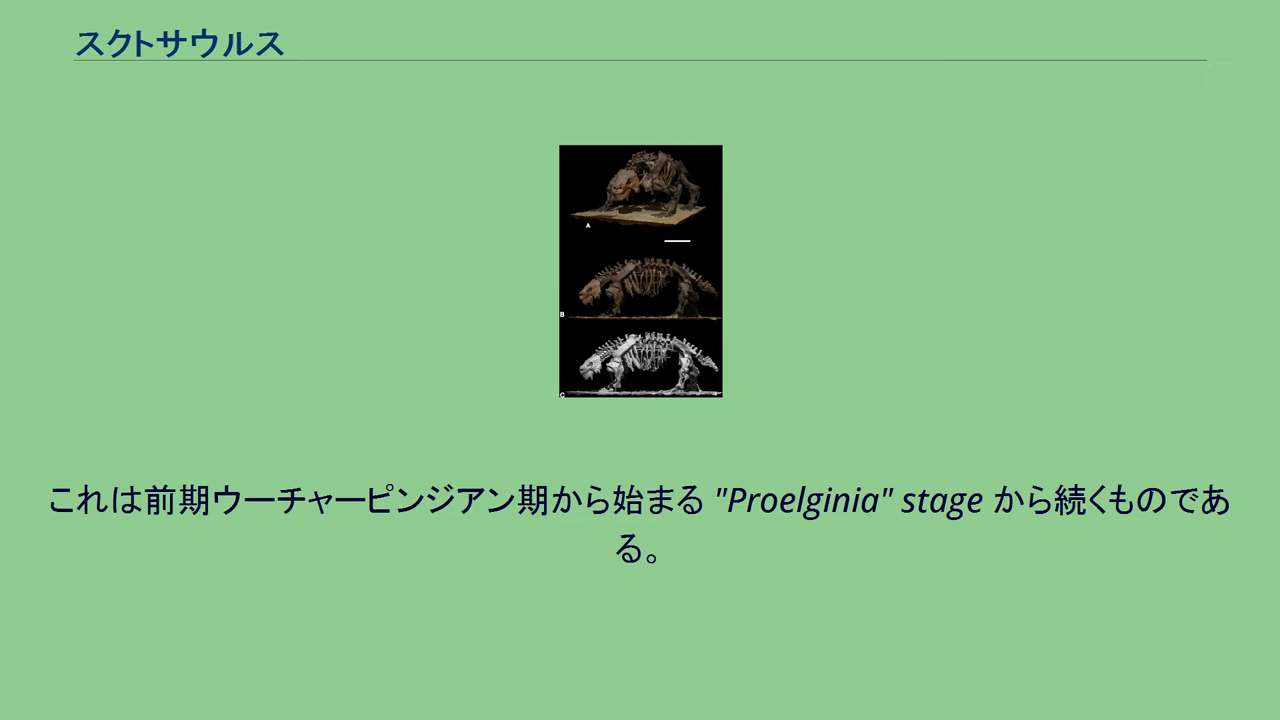 スクトサウルス
A
B
C
これは前期ウーチャーピンジアン期から始まる "Proelginia" stage から続くものであ
る。